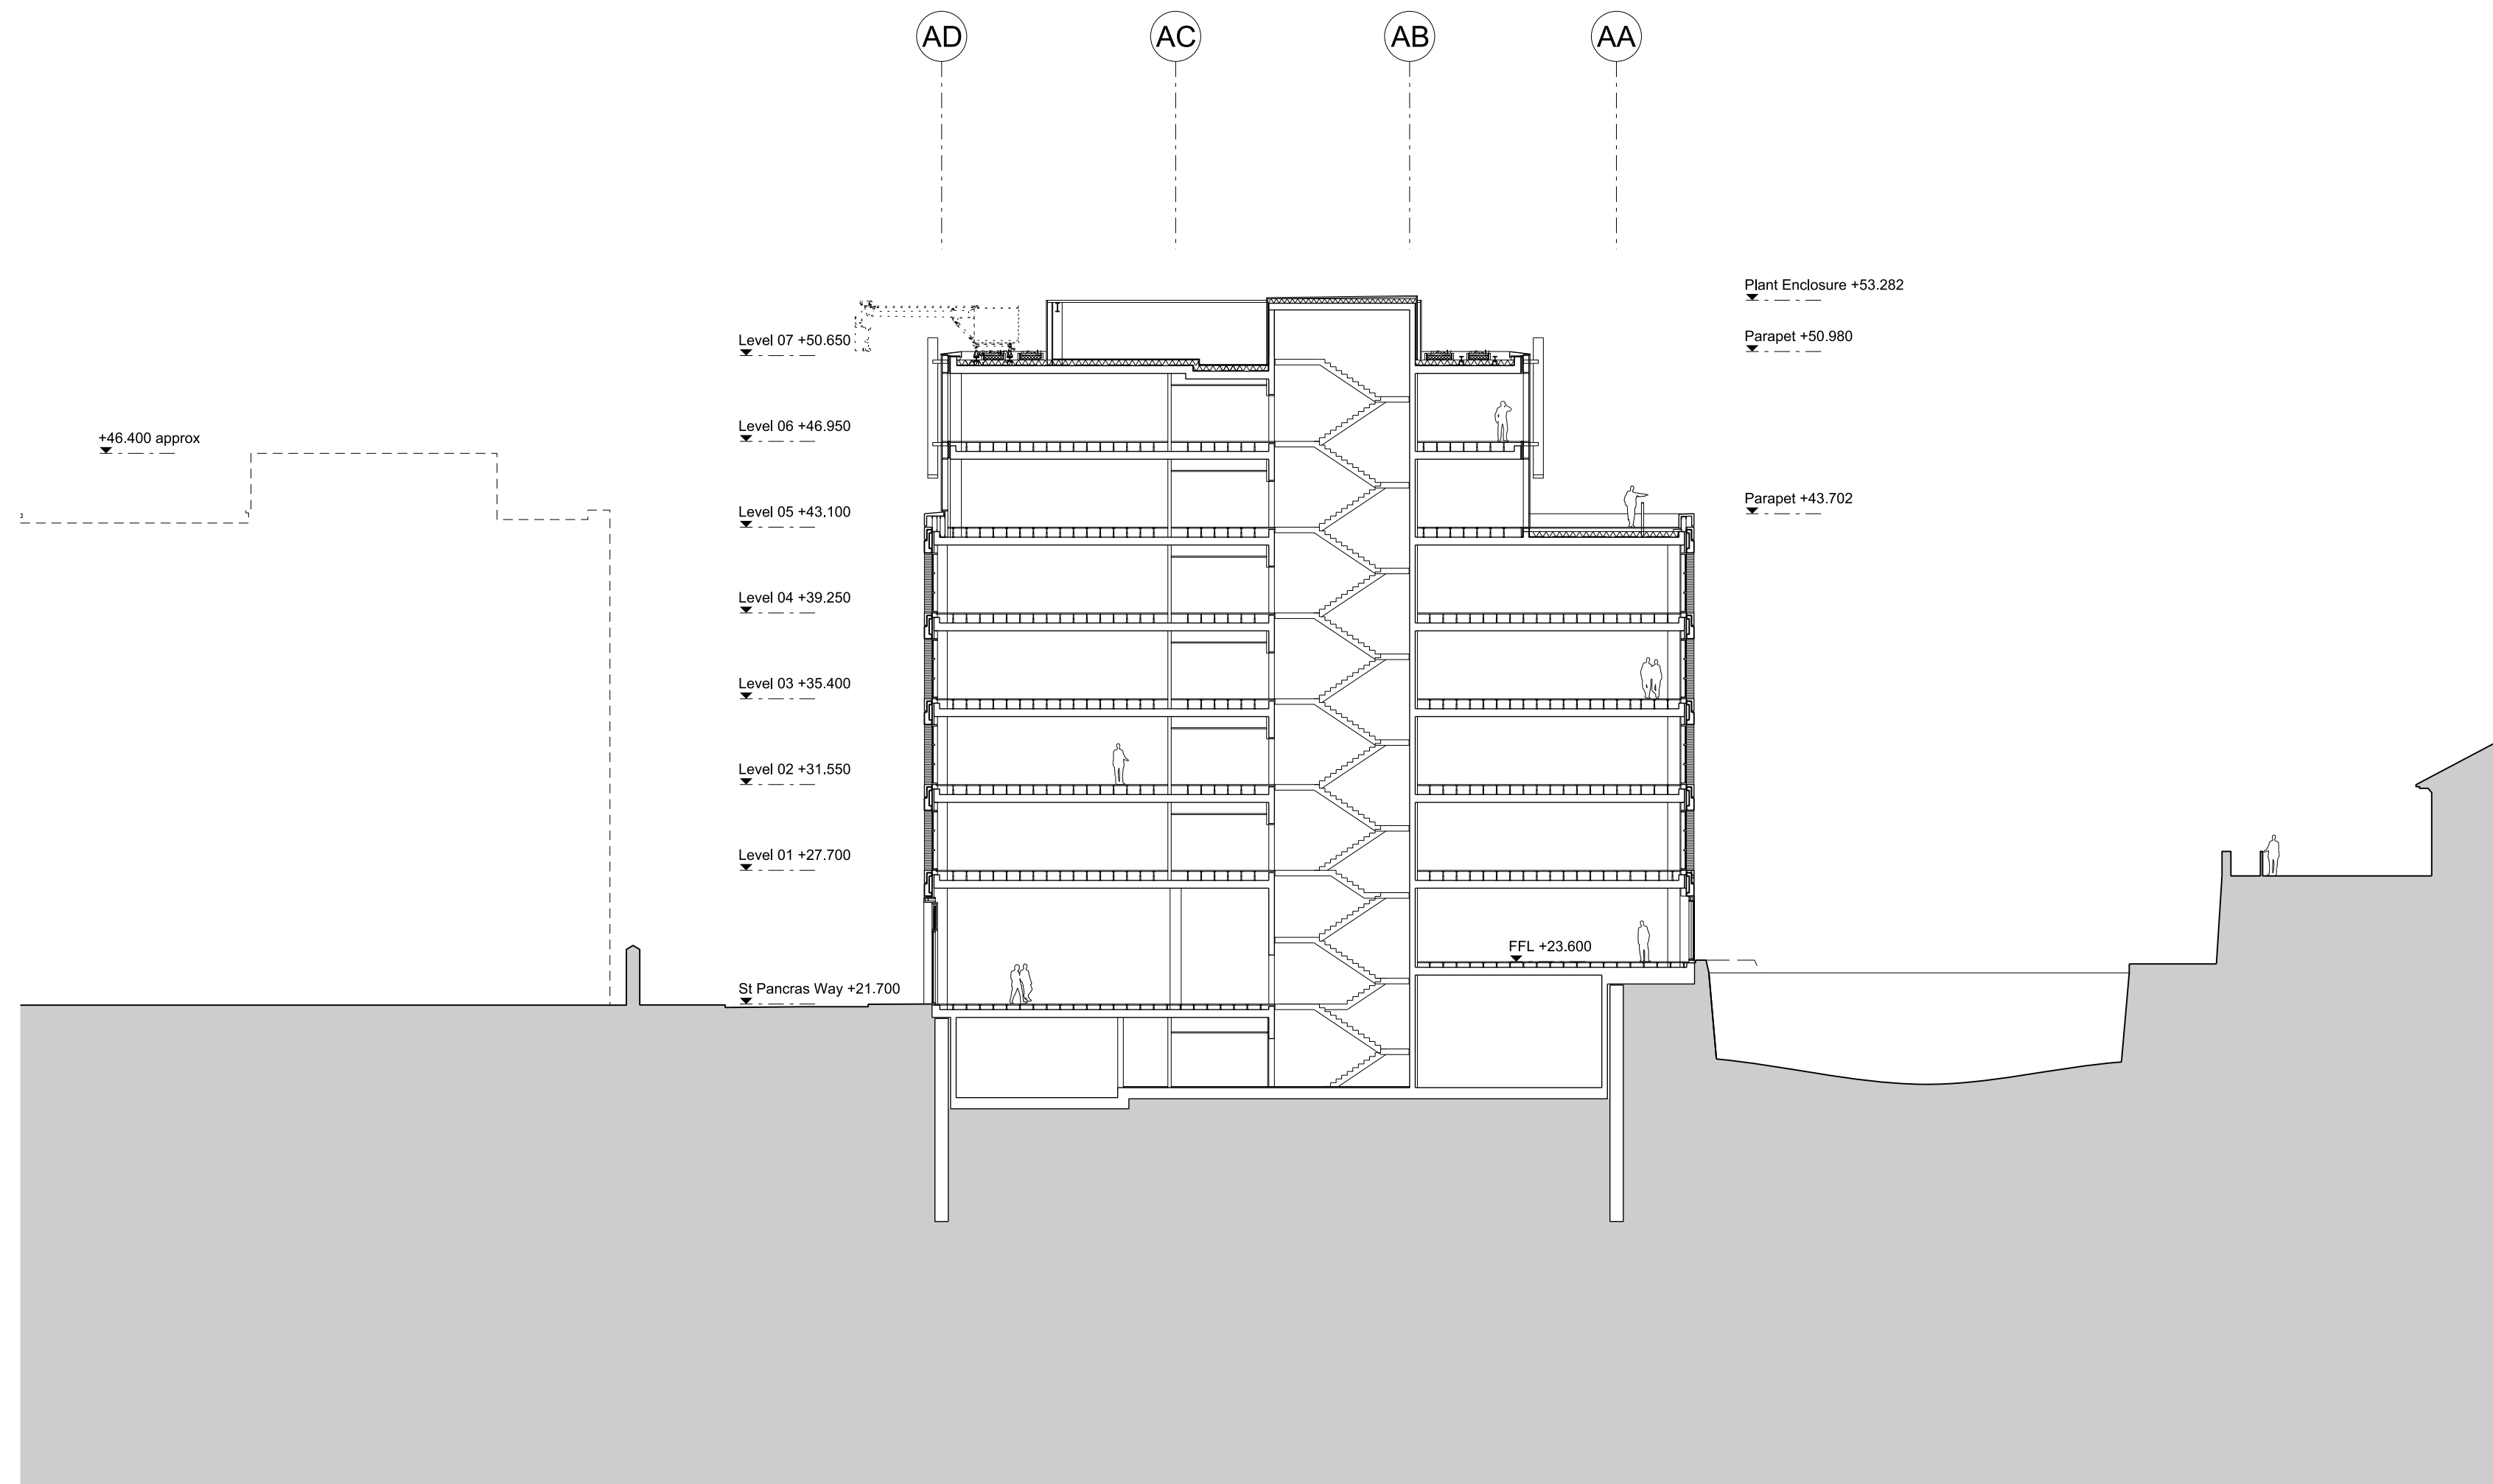 AD AC AB AA
Plant Enclosure +53.282
Level 07 +50.650
Parapet +50.980
Level 06 +46.950
+46.400 approx
Level 05 +43.100
Parapet +43.702
Level 04 +39.250
Level 03 +35.400
Level 02 +31.550
Level 01 +27.700
FFL +23.600
St Pancras Way +21.700